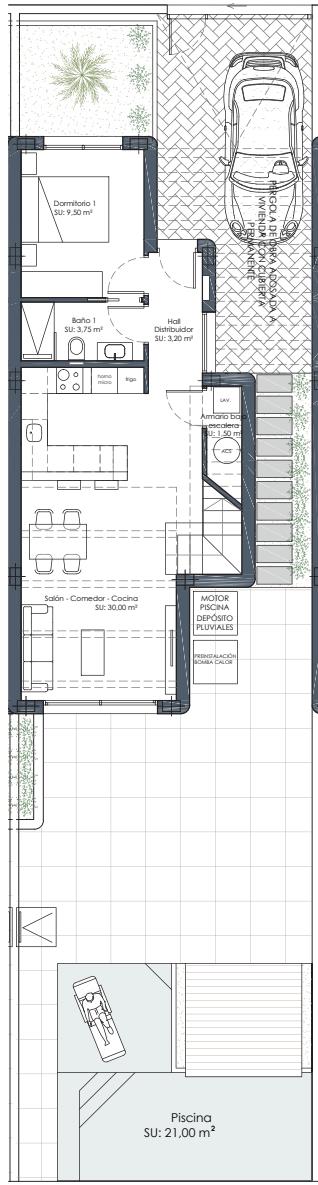 PÉRGOLA DE OBRA ADOSADA A
VIVIENDA CON CUBIERTA
PERMANENTE
Dormitorio 1
SU: 9,50 m²
Baño 1
SU: 3,75 m²
Hall
Distribuidor
SU: 3,20 m²
horno
micro
frigo
LAV.
Armario bajo
escalera
SU: 1,50 m²
ACS
Salón - Comedor - Cocina
SU: 30,00 m²
MOTOR
PISCINA
DEPÓSITO
PLUVIALES
PREINSTALACIÓN
BOMBA CALOR
Piscina
SU: 21,00 m²